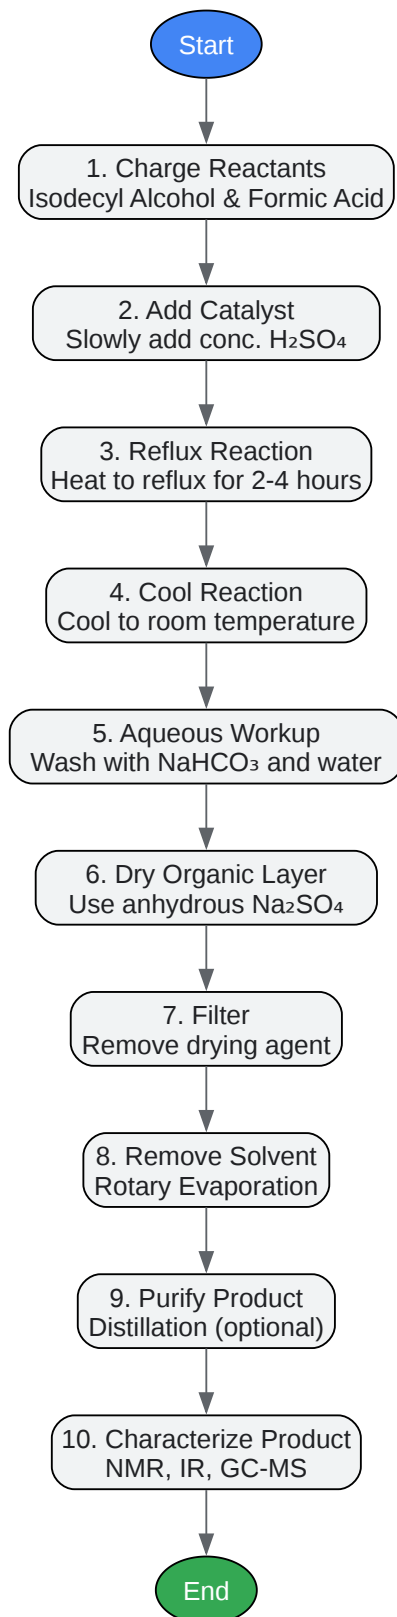 Start
1. Charge Reactants
Isodecyl Alcohol & Formic Acid
2. Add Catalyst
Slowly add conc. H₂SO₄
3. Reflux Reaction
Heat to reflux for 2-4 hours
4. Cool Reaction
Cool to room temperature
5. Aqueous Workup
Wash with NaHCO₃ and water
6. Dry Organic Layer
Use anhydrous Na₂SO₄
7. Filter
Remove drying agent
8. Remove Solvent
Rotary Evaporation
9. Purify Product
Distillation (optional)
10. Characterize Product
NMR, IR, GC-MS
End